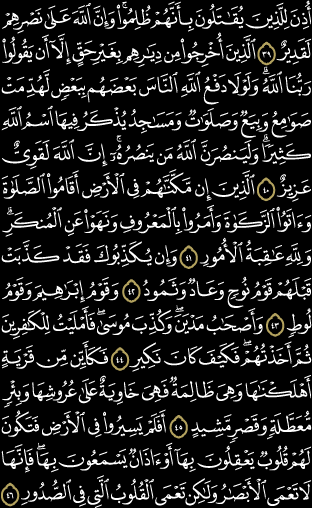 أُذِنَ لِلَّذِينَ يُقَٰتَلُونَ بِأَنَّهُمْ ظُلِمُوا۟ ۚ وَإِنَّ ٱللَّهَ عَلَىٰ نَصْرِهِمْ
لَقَدِيرٌ ﴿٣٩﴾ ٱلَّذِينَ أُخْرِجُوا۟ مِن دِيَٰرِهِم بِغَيْرِ حَقٍّ إِلَّآ أَن يَقُولُوا۟
رَبُّنَا ٱللَّهُ ۗ وَلَوْلَا دَفْعُ ٱللَّهِ ٱلنَّاسَ بَعْضَهُم بِبَعْضٍ لَّهُدِّمَتْ
صَوَٰمِعُ وَبِيَعٌ وَصَلَوَٰتٌ وَمَسَٰجِدُ يُذْكَرُ فِيهَا ٱسْمُ ٱللَّهِ
كَثِيرًا ۗ وَلَيَنصُرَنَّ ٱللَّهُ مَن يَنصُرُهُۥٓ ۗ إِنَّ ٱللَّهَ لَقَوِىٌّ
عَزِيزٌ ﴿٤٠﴾ ٱلَّذِينَ إِن مَّكَّنَّٰهُمْ فِى ٱلْأَرْضِ أَقَامُوا۟ ٱلصَّلَوٰةَ
وَءَاتَوُا۟ ٱلزَّكَوٰةَ وَأَمَرُوا۟ بِٱلْمَعْرُوفِ وَنَهَوْا۟ عَنِ ٱلْمُنكَرِ ۗ
وَلِلَّهِ عَٰقِبَةُ ٱلْأُمُورِ ﴿٤١﴾ وَإِن يُكَذِّبُوكَ فَقَدْ كَذَّبَتْ
قَبْلَهُمْ قَوْمُ نُوحٍ وَعَادٌ وَثَمُودُ ﴿٤٢﴾ وَقَوْمُ إِبْرَٰهِيمَ وَقَوْمُ
لُوطٍ ﴿٤٣﴾ وَأَصْحَٰبُ مَدْيَنَ ۖ وَكُذِّبَ مُوسَىٰ فَأَمْلَيْتُ لِلْكَٰفِرِينَ
ثُمَّ أَخَذْتُهُمْ ۖ فَكَيْفَ كَانَ نَكِيرِ ﴿٤٤﴾ فَكَأَيِّن مِّن قَرْيَةٍ
أَهْلَكْنَٰهَا وَهِىَ ظَالِمَةٌ فَهِىَ خَاوِيَةٌ عَلَىٰ عُرُوشِهَا وَبِئْرٍ
مُّعَطَّلَةٍ وَقَصْرٍ مَّشِيدٍ ﴿٤٥﴾ أَفَلَمْ يَسِيرُوا۟ فِى ٱلْأَرْضِ فَتَكُونَ
لَهُمْ قُلُوبٌ يَعْقِلُونَ بِهَآ أَوْ ءَاذَانٌ يَسْمَعُونَ بِهَا ۖ فَإِنَّهَا
لَا تَعْمَى ٱلْأَبْصَٰرُ وَلَٰكِن تَعْمَى ٱلْقُلُوبُ ٱلَّتِى فِى ٱلصُّدُورِ ﴿٤٦﴾